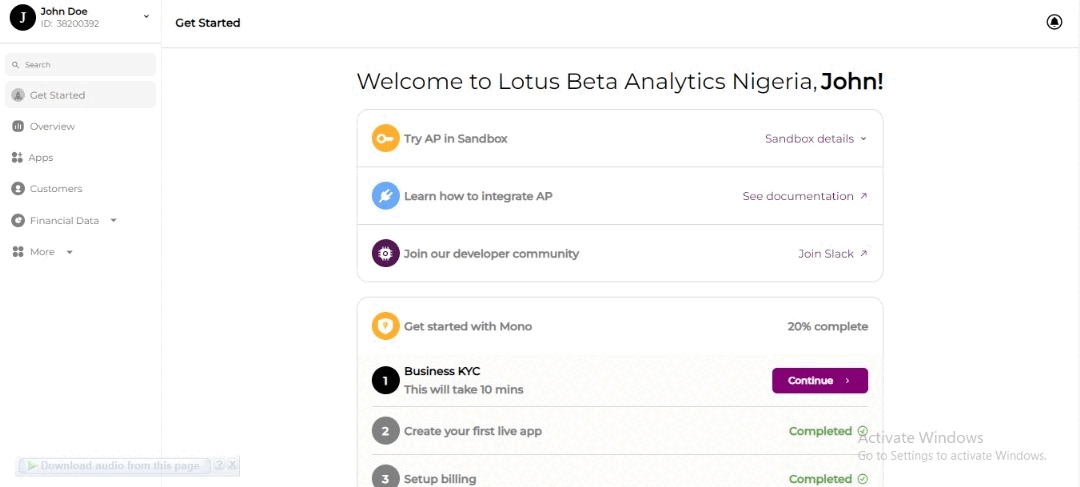 J
John Doe
ID: 38200392
Get Started
Search
Get Started
Overview
Apps
Customers
Financial Data
More
Welcome to Lotus Beta Analytics Nigeria, John!
Try AP in Sandbox
Sandbox details
Learn how to integrate AP
See documentation
Join our developer community
Join Slack
Get started with Mono
20% complete
1
Business KYC
This will take 10 mins
Continue
2
Create your first live app
Completed
3
Setup billing
Completed
Activate Windows
Go to Settings to activate Windows.
Download audio from this page
? X